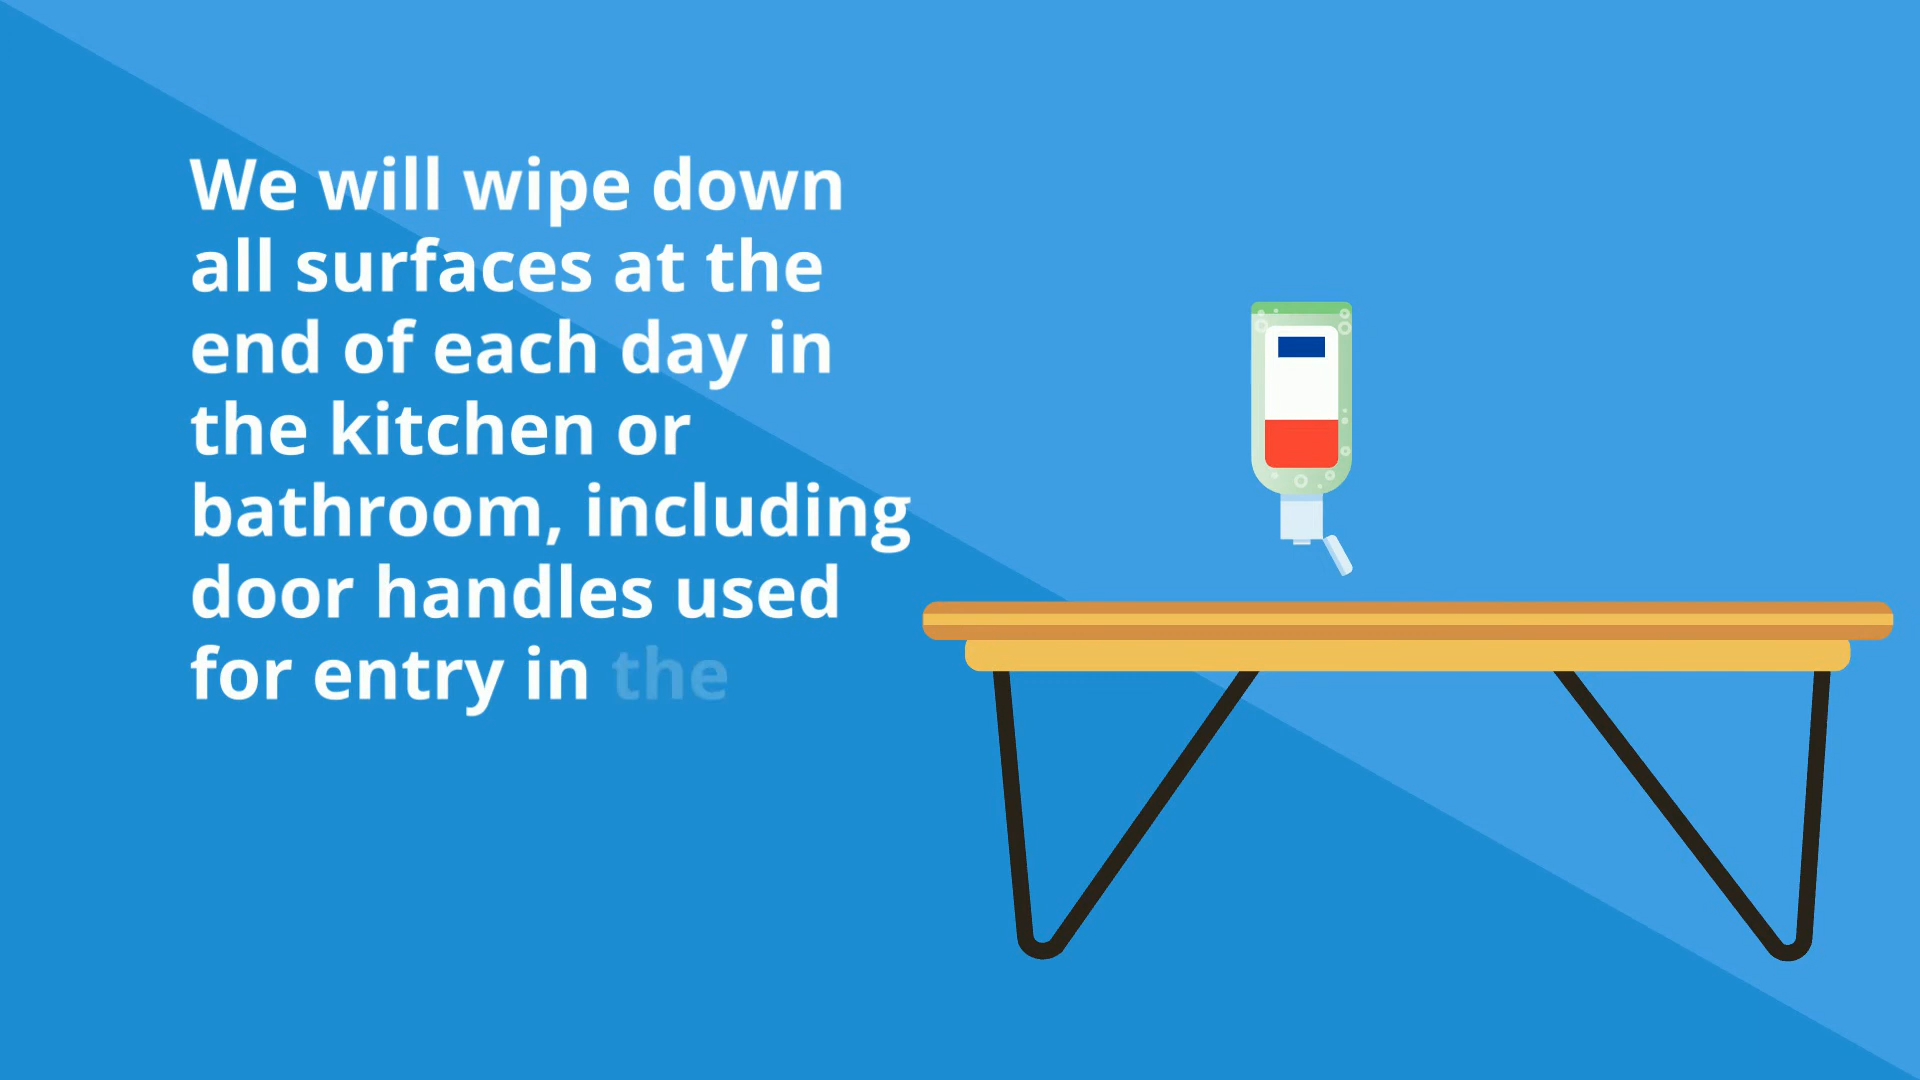 We will wipe down
all surfaces at the
end of each day in
the kitchen or
bathroom, including
door handles used
for entry in the